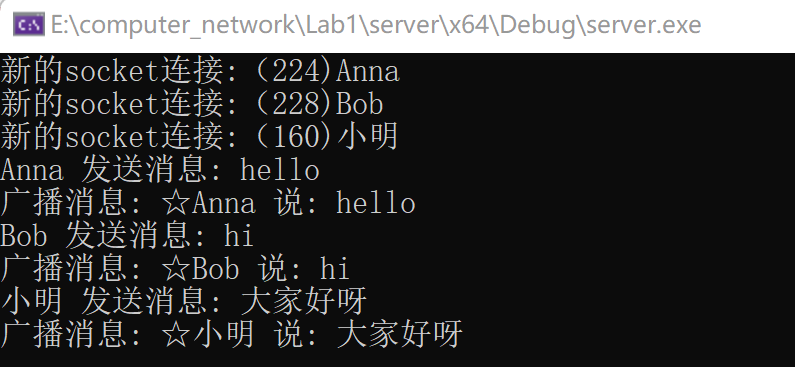 E:\computer_network\Lab1\server\x64\Debug\server.exe
新的socket连接:（224)Anna
新的socket连接:（228)Bob
新的socket连接:（160)小明
Anna 发送消息: hello
广播消息: ☆Anna 说: hello
Bob 发送消息: hi
广播消息: ☆Bob 说: hi
小明 发送消息: 大家好呀
广播消息: ☆小明 说: 大家好呀